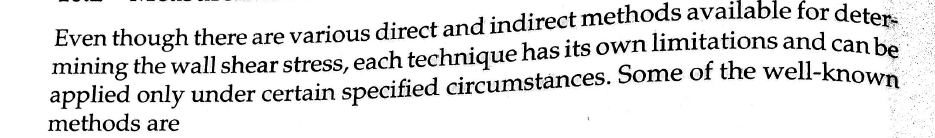 Even though there are various direct and indirect methods available for deter-
mining the wall shear stress, each technique has its own limitations and can be
applied only under certain specified circumstances. Some of the well-known
methods are